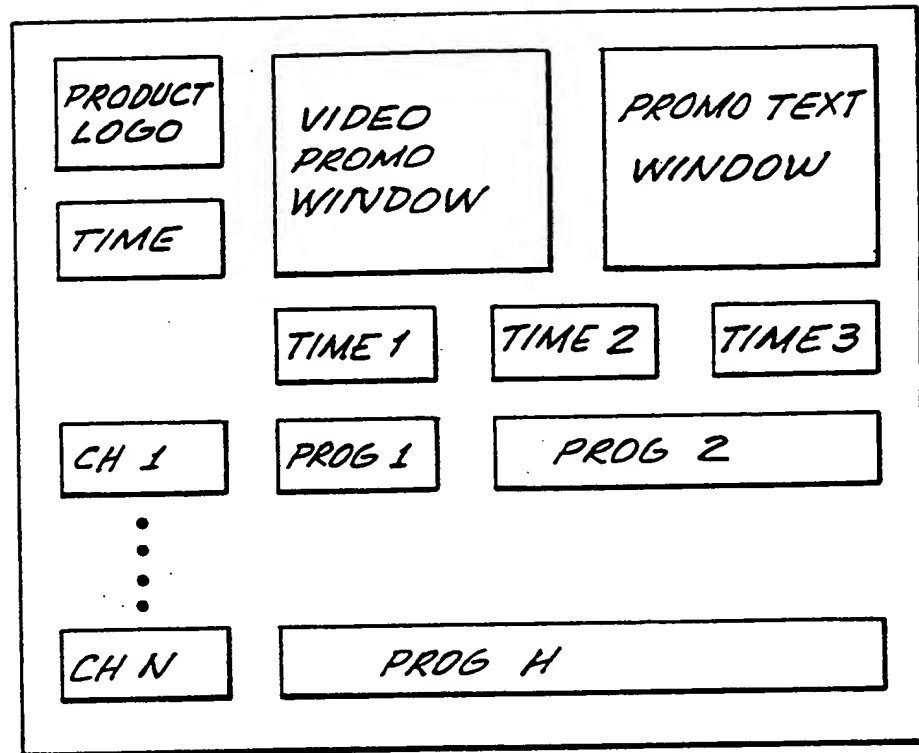 PRODUCT
LOGO
VIDEO
PROMO
WINDOW
PROMO TEXT
WINDOW
TIME
TIME 1
TIME 2
TIME 3
CH 1
PROG 1
PROG 2
CH N
PROG H